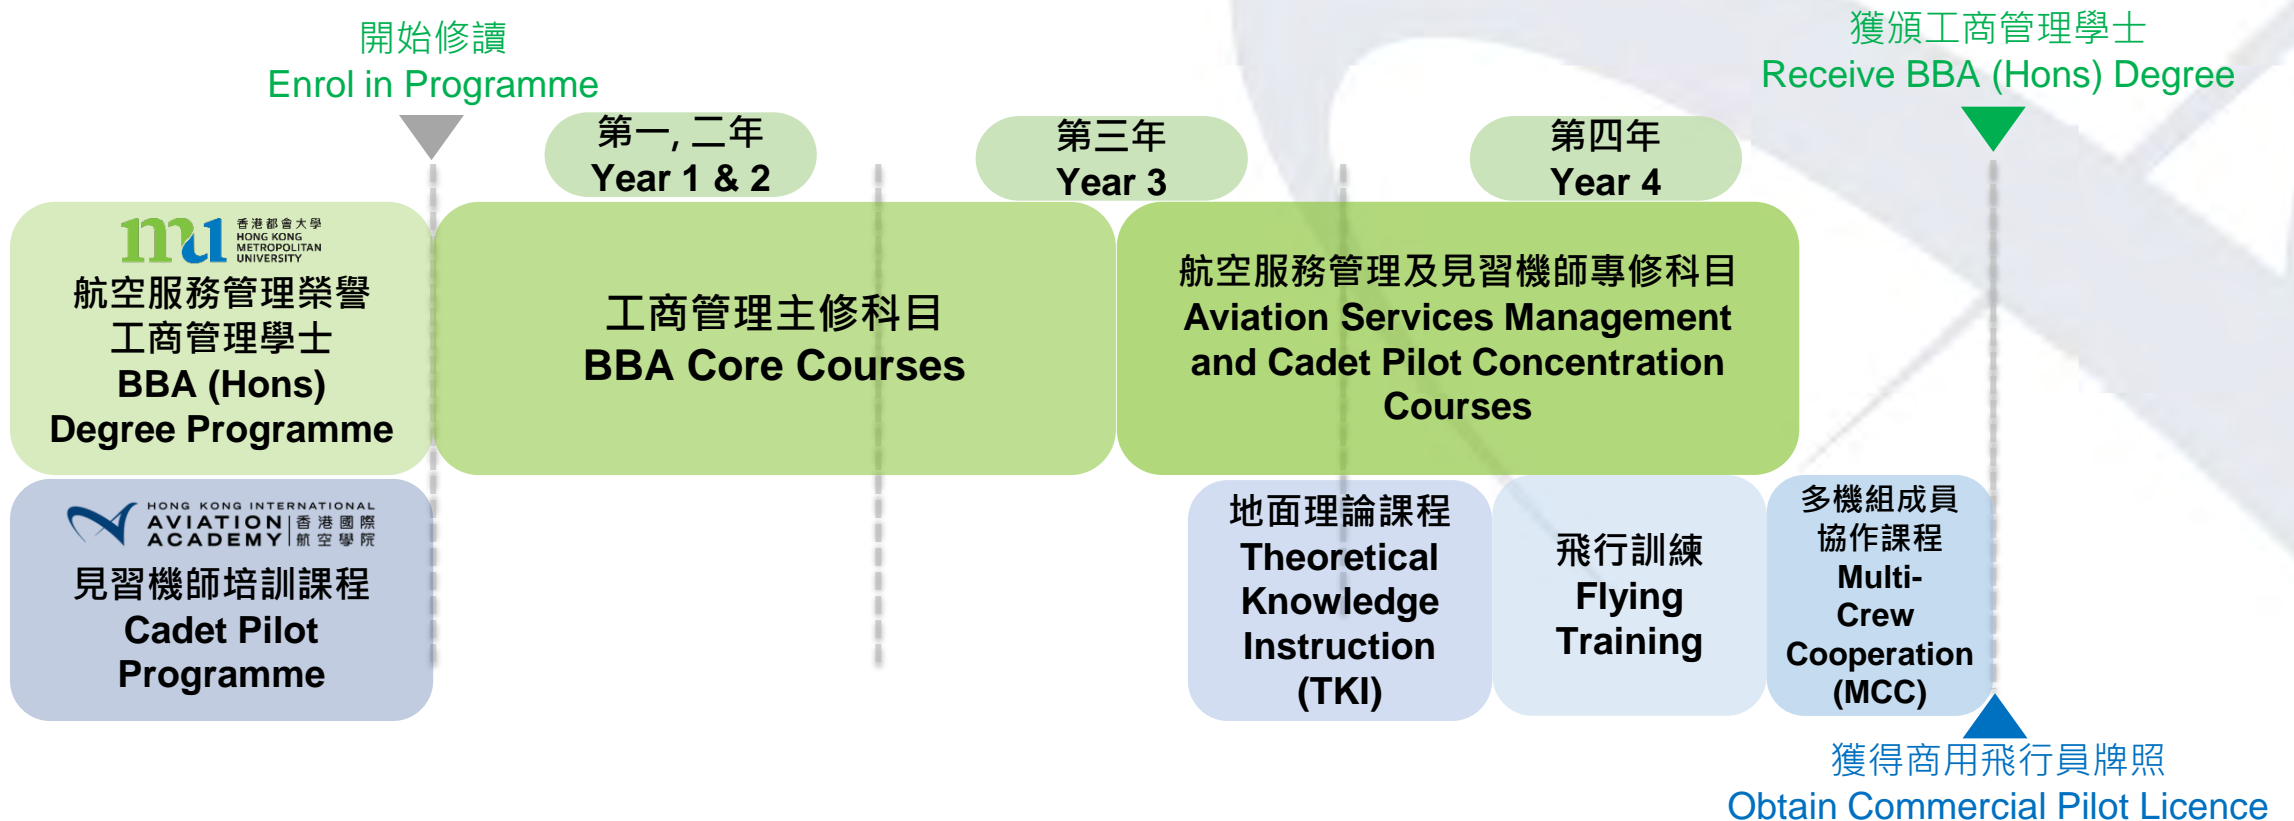 開始修讀
Enrol in Programme
獲頒工商管理學士
Receive BBA (Hons) Degree
第一, 二年
Year 1 & 2
第三年
Year 3
第四年
Year 4
mu
香港都會大學
HONG KONG
METROPOLITAN
UNIVERSITY
航空服務管理榮譽
工商管理學士
BBA (Hons)
Degree Programme
工商管理主修科目
BBA Core Courses
航空服務管理及見習機師專修科目
Aviation Services Management
and Cadet Pilot Concentration
Courses
HONG KONG INTERNATIONAL
AVIATION
ACADEMY
香港國際
航空學院
見習機師培訓課程
Cadet Pilot
Programme
地面理論課程
Theoretical
Knowledge
Instruction
(TKI)
飛行訓練
Flying
Training
多機組成員
協作課程
Multi-
Crew
Cooperation
(MCC)
獲得商用飛行員牌照
Obtain Commercial Pilot Licence